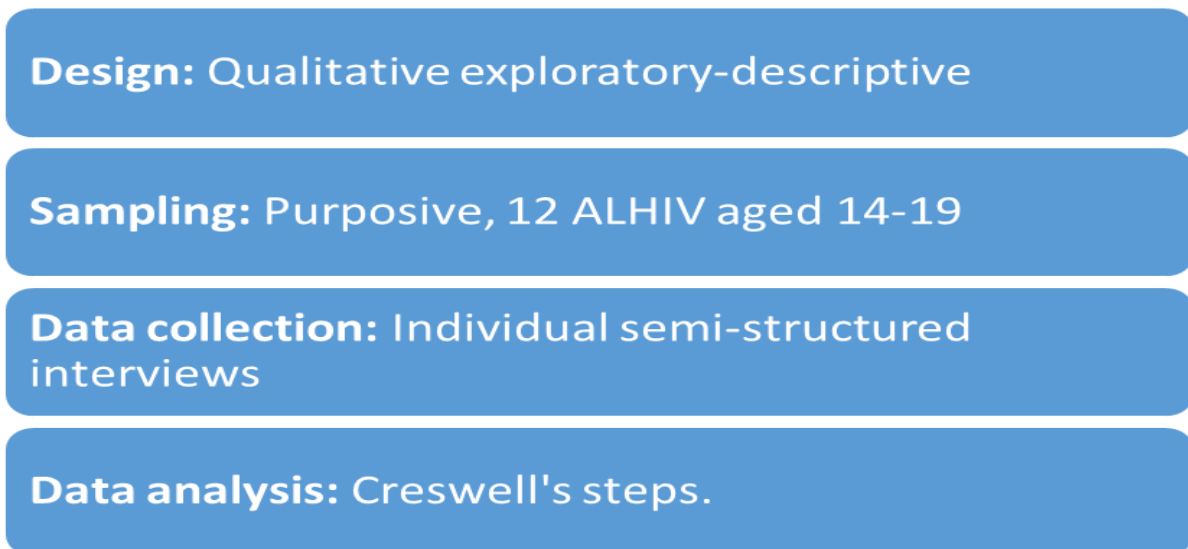 Design: Qualitative exploratory-descriptive
Sampling: Purposive, 12 ALHIV aged 14-19
Data collection: Individual semi-structured
interviews
Data analysis: Creswell's steps.